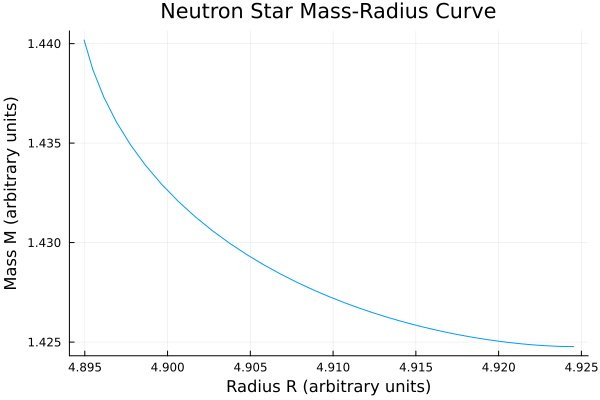 Neutron Star Mass-Radius Curve
Mass M (arbitrary units)
1.440
1.435
1.430
1.425
4.895 4.900 4.905 4.910 4.915 4.920 4.925
Radius R (arbitrary units)